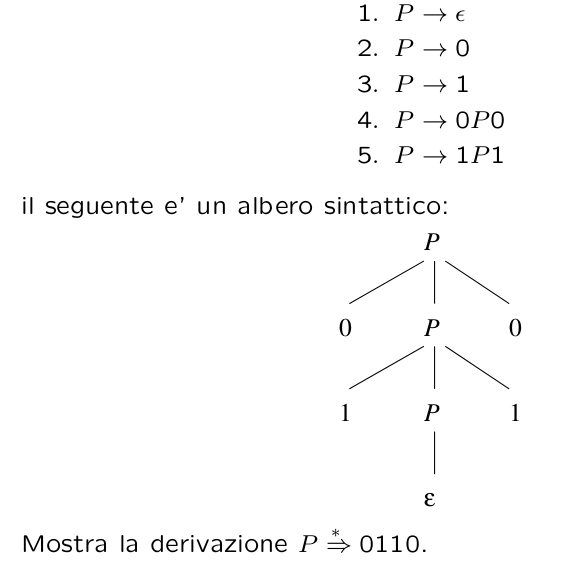 1. P → ϵ
2. P → 0
3. P → 1
4. P → 0P0
5. P → 1P1
il seguente e' un albero sintattico:
P
0 P 0
1 P 1
ε
Mostra la derivazione P ⇒* 0110.